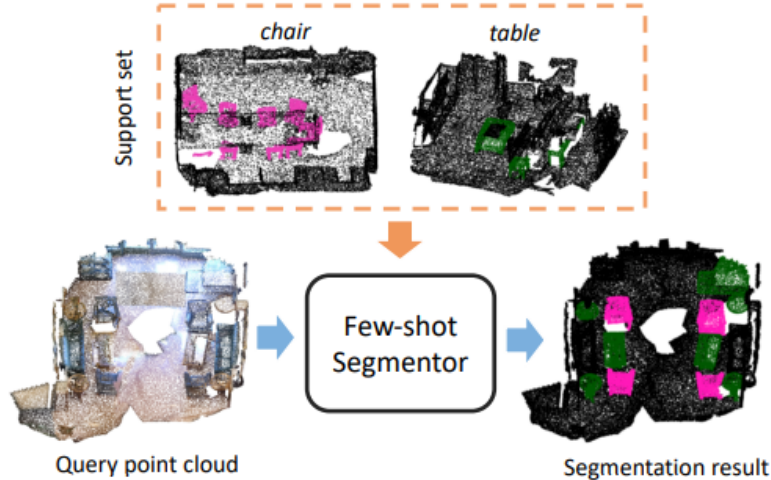 chair
table
Support set
Few-shot
Segmentor
Query point cloud
Segmentation result